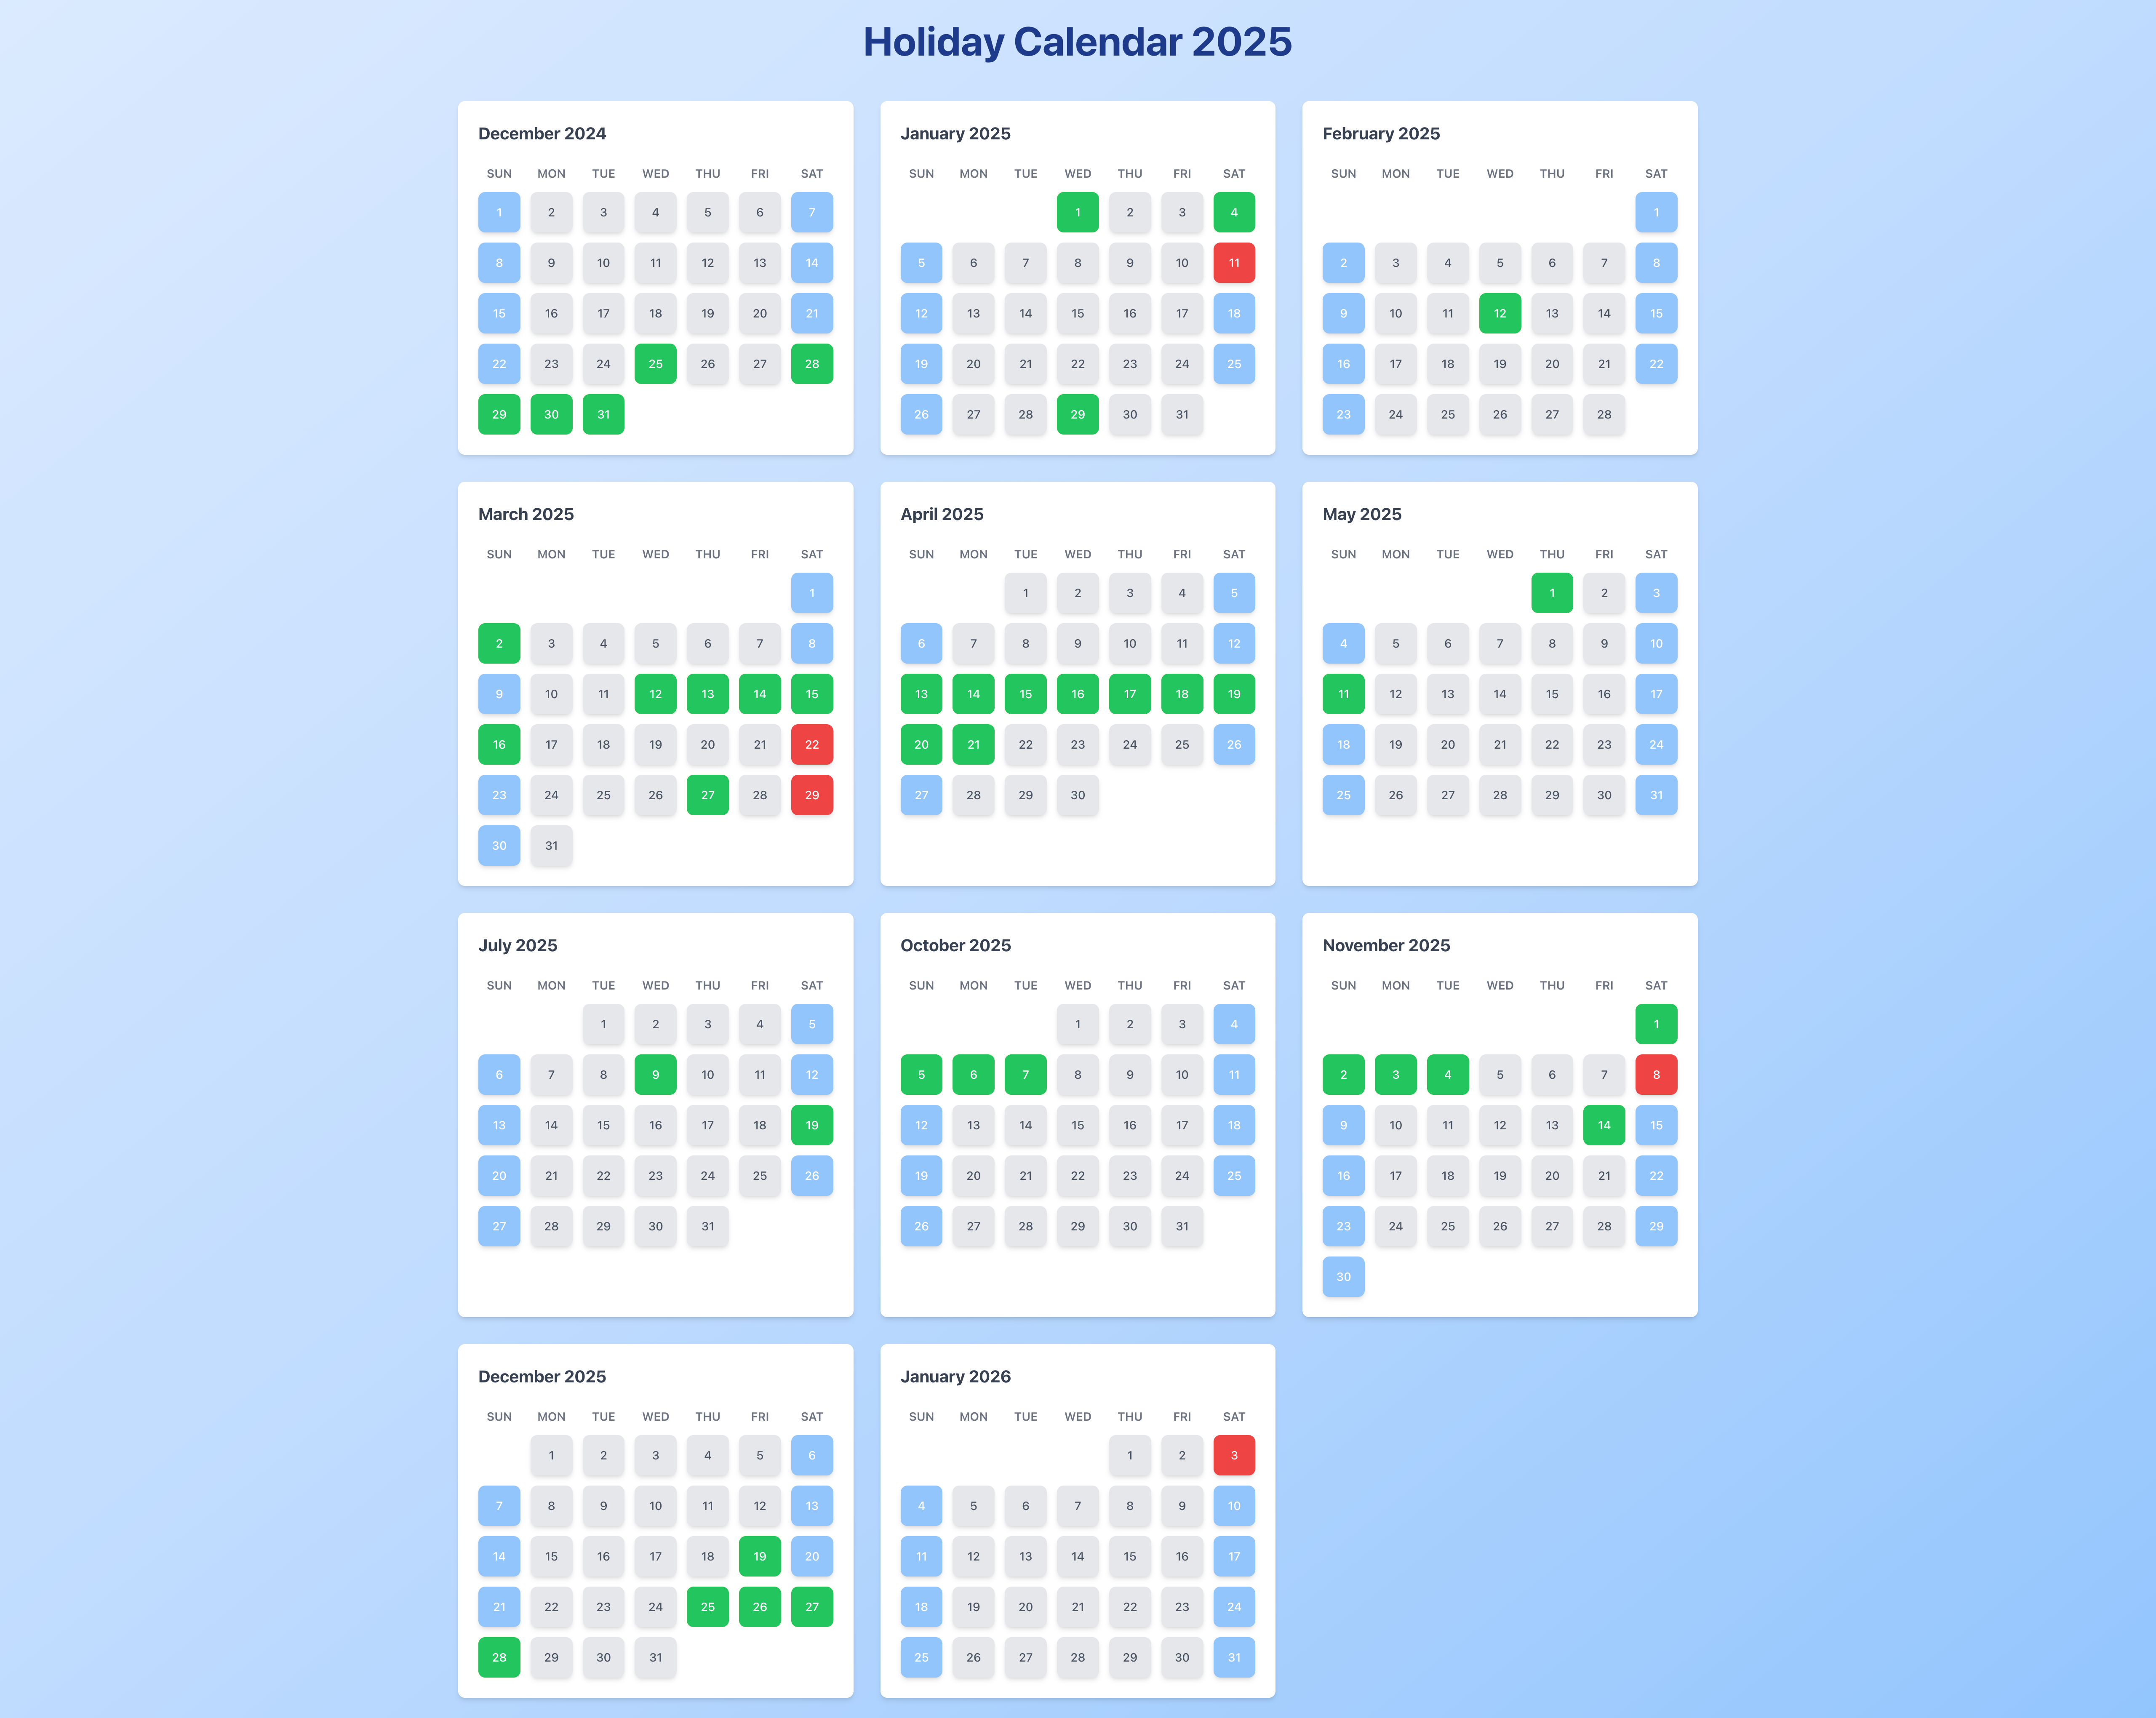 Holiday Calendar 2025
December 2024
SUN MON TUE WED THU FRI SAT
1 2 3 4 5 6 7
8 9 10 11 12 13 14
15 16 17 18 19 20 21
22 23 24 25 26 27 28
29 30 31
January 2025
SUN MON TUE WED THU FRI SAT
1 2 3 4
5 6 7 8 9 10 11
12 13 14 15 16 17 18
19 20 21 22 23 24 25
26 27 28 29 30 31
February 2025
SUN MON TUE WED THU FRI SAT
1
2 3 4 5 6 7 8
9 10 11 12 13 14 15
16 17 18 19 20 21 22
23 24 25 26 27 28
March 2025
SUN MON TUE WED THU FRI SAT
1
2 3 4 5 6 7 8
9 10 11 12 13 14 15
16 17 18 19 20 21 22
23 24 25 26 27 28 29
30 31
April 2025
SUN MON TUE WED THU FRI SAT
1 2 3 4 5
6 7 8 9 10 11 12
13 14 15 16 17 18 19
20 21 22 23 24 25 26
27 28 29 30
May 2025
SUN MON TUE WED THU FRI SAT
1 2 3
4 5 6 7 8 9 10
11 12 13 14 15 16 17
18 19 20 21 22 23 24
25 26 27 28 29 30 31
July 2025
SUN MON TUE WED THU FRI SAT
1 2 3 4 5
6 7 8 9 10 11 12
13 14 15 16 17 18 19
20 21 22 23 24 25 26
27 28 29 30 31
October 2025
SUN MON TUE WED THU FRI SAT
1 2 3 4
5 6 7 8 9 10 11
12 13 14 15 16 17 18
19 20 21 22 23 24 25
26 27 28 29 30 31
November 2025
SUN MON TUE WED THU FRI SAT
1
2 3 4 5 6 7 8
9 10 11 12 13 14 15
16 17 18 19 20 21 22
23 24 25 26 27 28 29
30
December 2025
SUN MON TUE WED THU FRI SAT
1 2 3 4 5 6
7 8 9 10 11 12 13
14 15 16 17 18 19 20
21 22 23 24 25 26 27
28 29 30 31
January 2026
SUN MON TUE WED THU FRI SAT
1 2 3
4 5 6 7 8 9 10
11 12 13 14 15 16 17
18 19 20 21 22 23 24
25 26 27 28 29 30 31